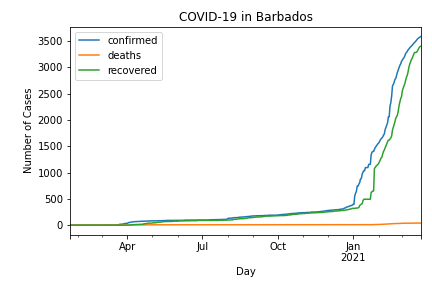 COVID-19 in Barbados
confirmed
deaths
recovered
3500
3000
2500
2000
1500
1000
500
0
Number of Cases
Apr
Jul
Oct
Jan
2021
Day